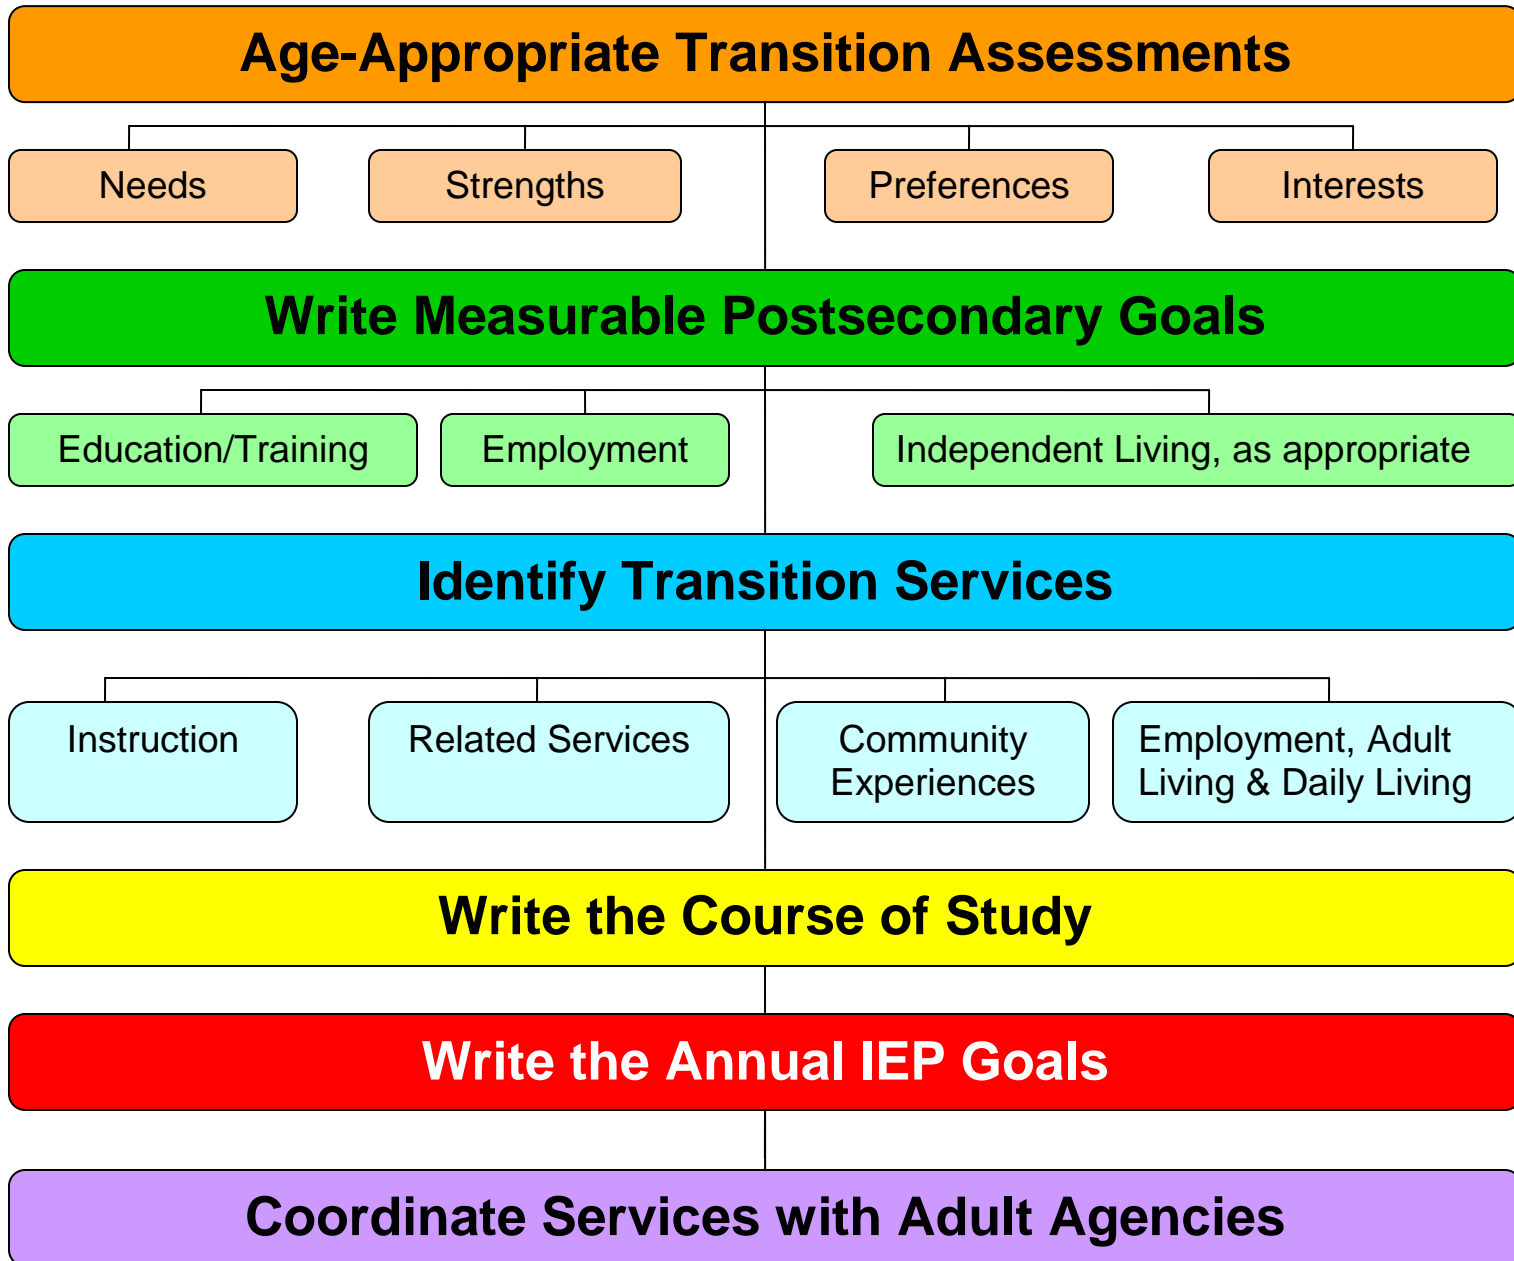 Age-Appropriate Transition Assessments
Needs
Strengths
Preferences
Interests
Write Measurable Postsecondary Goals
Education/Training
Employment
Independent Living, as appropriate
Identify Transition Services
Instruction
Related Services
Community
Experiences
Employment, Adult
Living & Daily Living
Write the Course of Study
Write the Annual IEP Goals
Coordinate Services with Adult Agencies